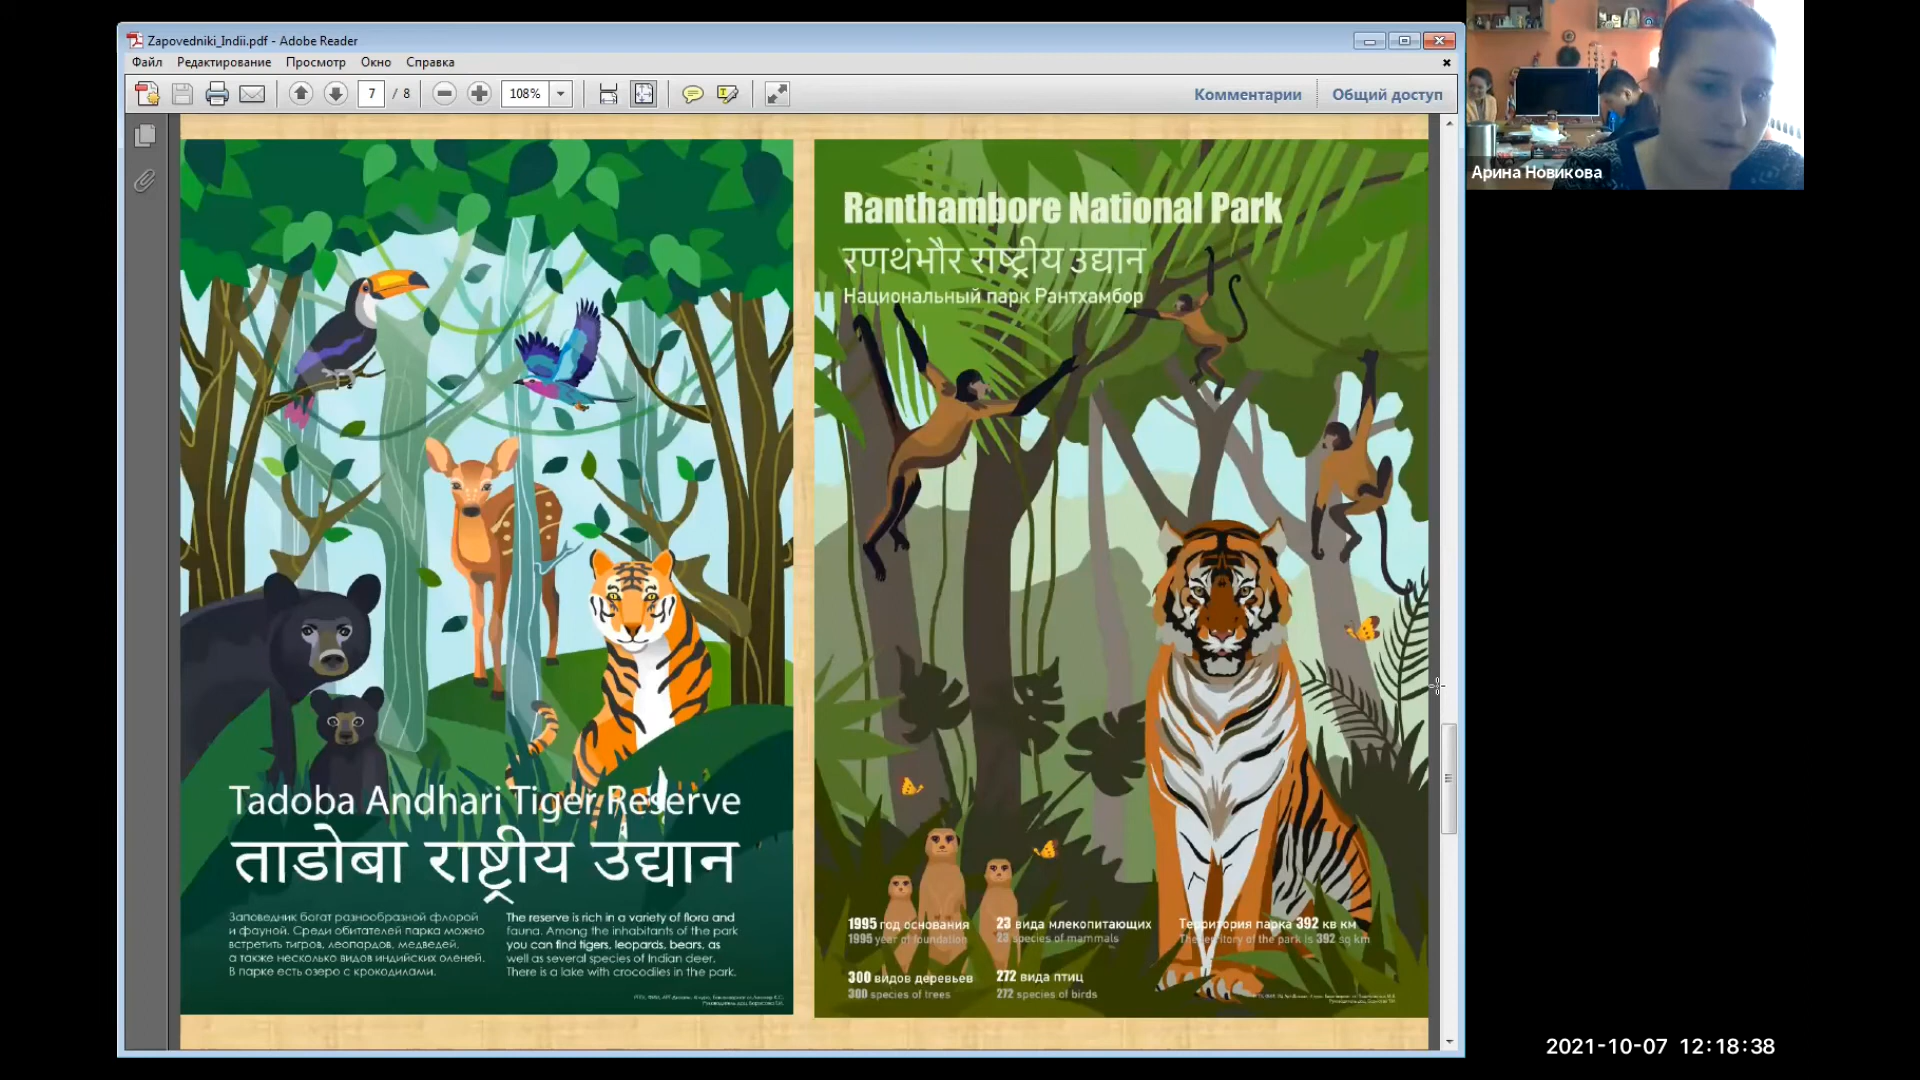 Zapovedniki_Indii.pdf - Adobe Reader
Файл Редактирование Просмотр Окно Справка
7 / 8 108% Комментарии Общий доступ
Арина Новикова
Tadoba Andhari Tiger Reserve
ताडोबा राष्ट्रीय उद्यान
Заповедник богат разнообразной флорой
и фауной. Среди обитателей парка можно
встретить тигров, леопардов, медведей,
а также несколько видов индийских оленей.
В парке есть озеро с крокодилами.
The reserve is rich in a variety of flora and
fauna. Among the inhabitants of the park
you can find tigers, leopards, bears, as
well as several species of Indian deer.
There is a lake with crocodiles in the park.
Ranthambore National Park
रणथंभौर राष्ट्रीय उद्यान
Национальный парк Рантхамбор
1995 год основания
1995 year of foundation
23 вида млекопитающих
23 species of mammals
Территория парка 392 кв км
The territory of the park is 392 sq km
300 видов деревьев
300 species of trees
272 вида птиц
272 species of birds
2021-10-07 12:18:38